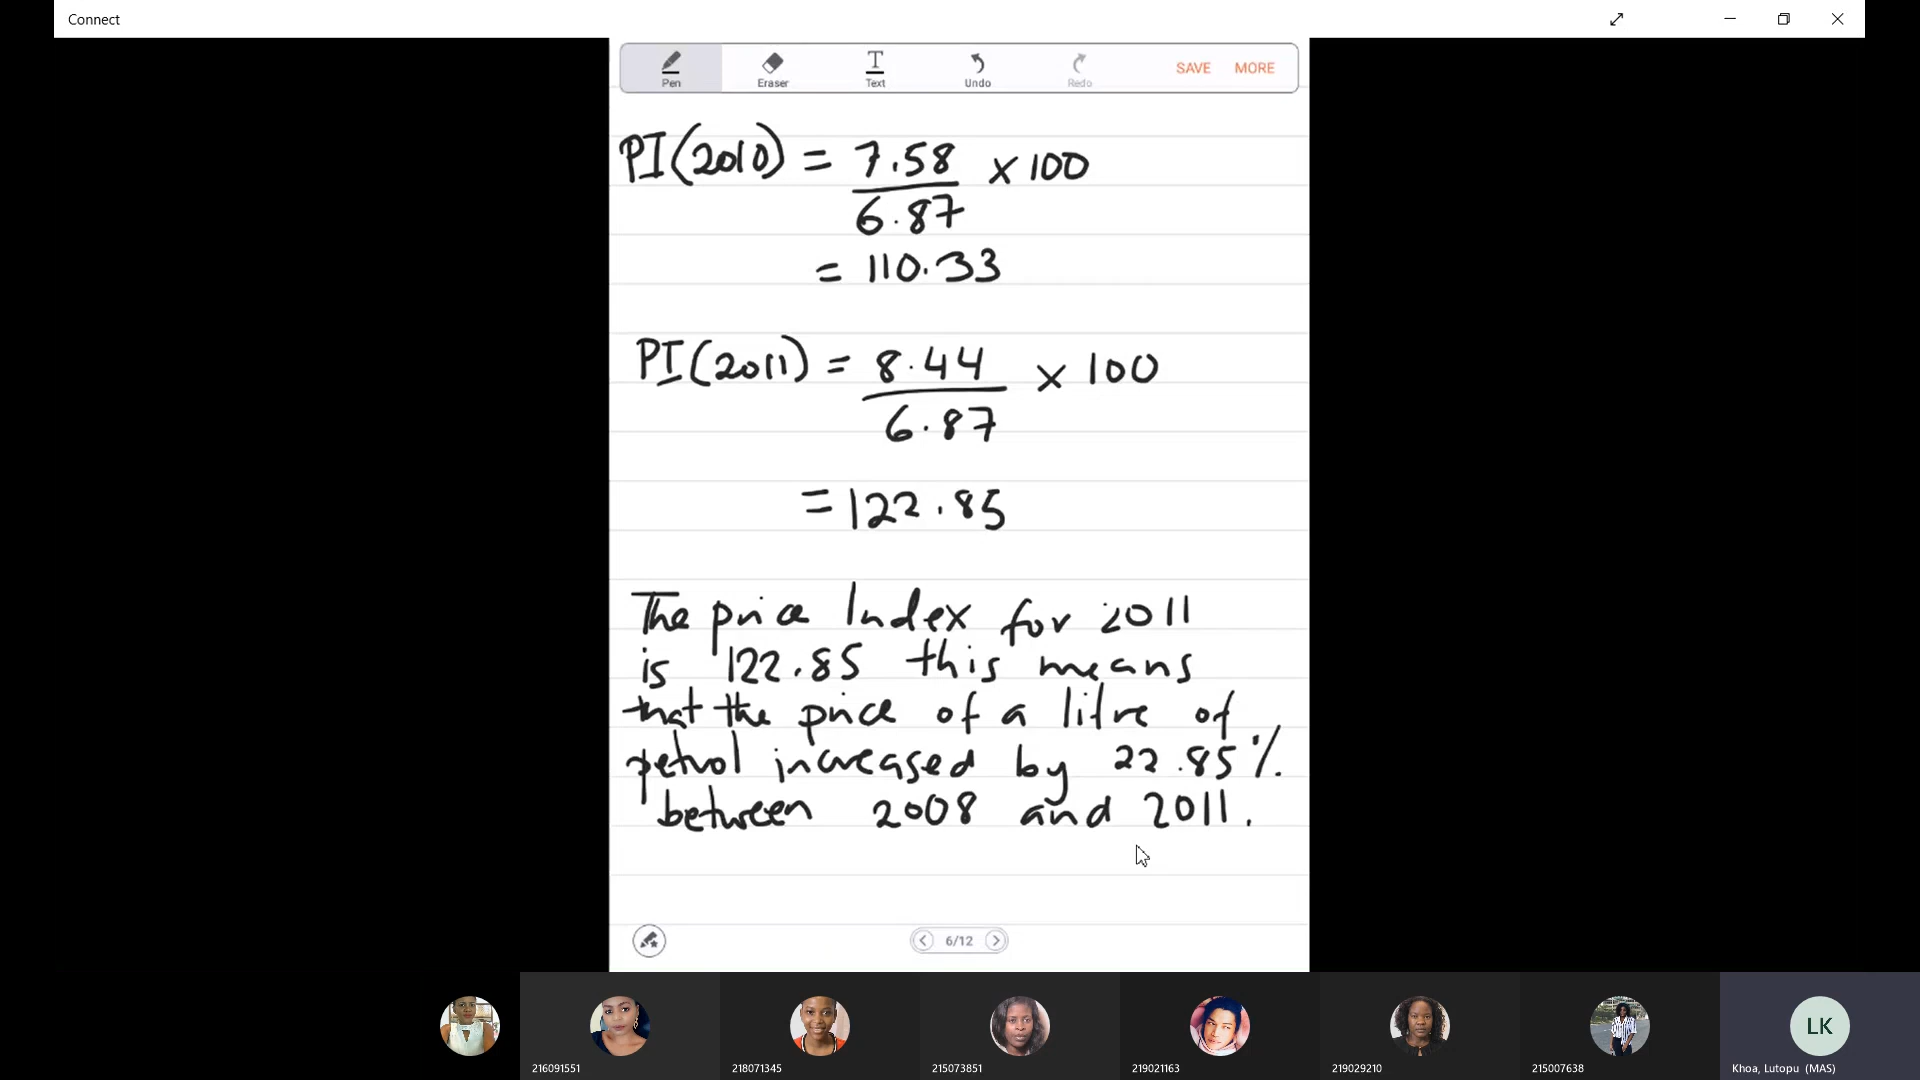 Connect
Pen
Eraser
Text
Undo
Redo
SAVE
MORE
PI(2010) = 7.58 × 100
6.87
= 110.33
PI(2011) = 8.44 × 100
6.87
= 122.85
The price Index for 2011
is 122.85 this means
that the price of a litre of
petrol increased by 22.85%
between 2008 and 2011.
6/12
216091551
218071345
215073851
219021163
219029210
215007638
LK
Khoa, Lutopu (MAS)